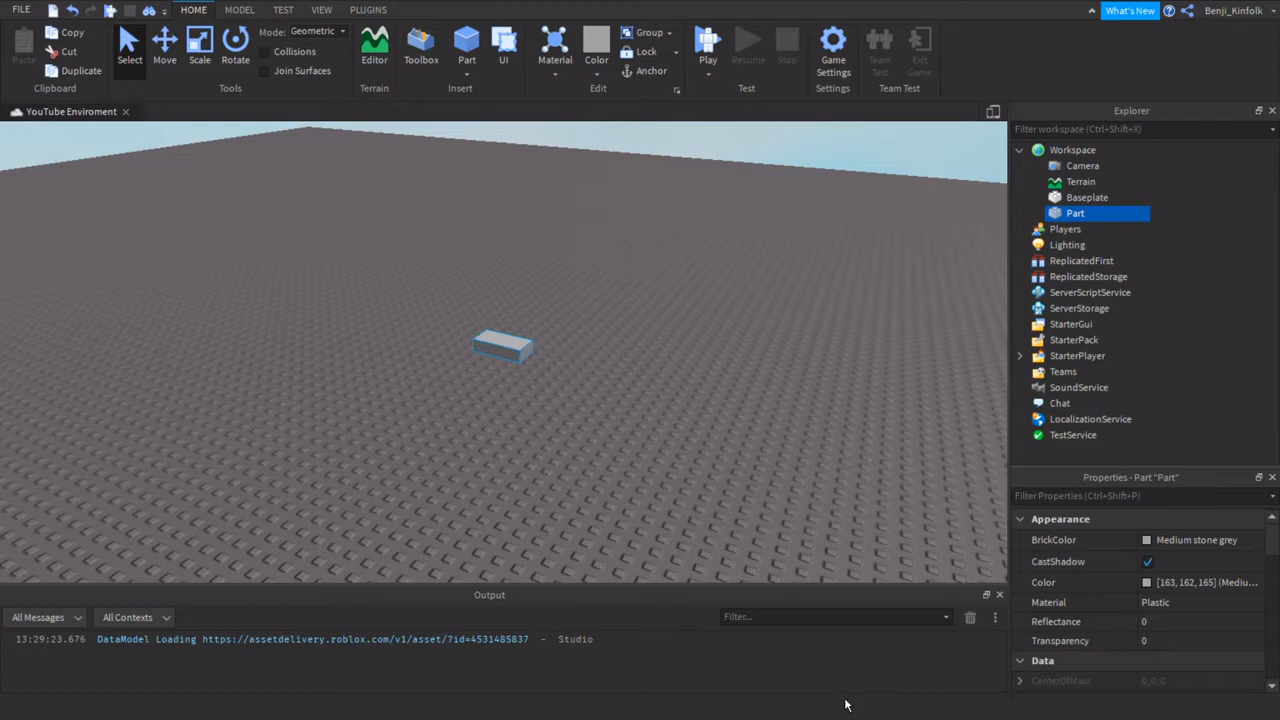 FILE HOME MODEL TEST VIEW PLUGINS What's New Benji_Kinfolk
Paste Copy Cut Duplicate Clipboard
Select Move Scale Rotate Mode: Geometric Collisions Join Surfaces Tools
Editor Terrain
Toolbox Part UI Insert
Material Color Group Lock Anchor Edit
Play Resume Stop Test
Game Settings Settings
Team Test Exit Game Team Test
YouTube Enviroment
Explorer
Filter workspace (Ctrl+Shift+X)
Workspace
Camera
Terrain
Baseplate
Part
Players
Lighting
ReplicatedFirst
ReplicatedStorage
ServerScriptService
ServerStorage
StarterGui
StarterPack
StarterPlayer
Teams
SoundService
Chat
LocalizationService
TestService
Properties - Part "Part"
Filter Properties (Ctrl+Shift+P)
Appearance
BrickColor Medium stone grey
CastShadow
Color [163, 162, 165] (Mediu...
Material Plastic
Reflectance 0
Transparency 0
Data
CenterOfMass 0, 0, 0
Output
All Messages All Contexts Filter...
13:29:23.676 DataModel Loading https://assetdelivery.roblox.com/v1/asset/?id=4531485837 - Studio